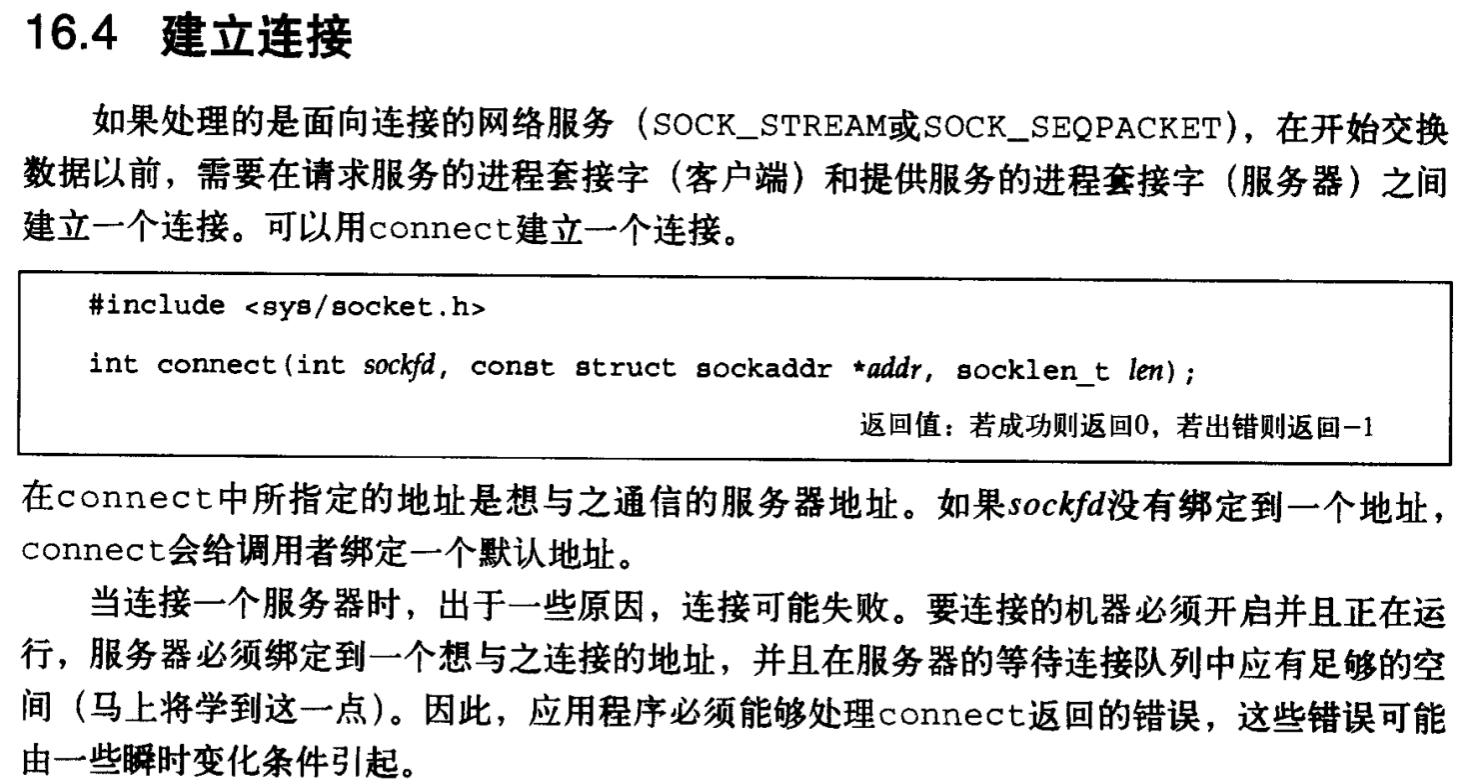 16.4 建立连接
如果处理的是面向连接的网络服务（SOCK_STREAM或SOCK_SEQPACKET），在开始交换
数据以前，需要在请求服务的进程套接字（客户端）和提供服务的进程套接字（服务器）之间
建立一个连接。可以用connect建立一个连接。
#include <sys/socket.h>
int connect(int sockfd, const struct sockaddr *addr, socklen_t len);
返回值：若成功则返回0，若出错则返回-1
在connect中所指定的地址是想与之通信的服务器地址。如果sockfd没有绑定到一个地址，
connect会给调用者绑定一个默认地址。
当连接一个服务器时，出于一些原因，连接可能失败。要连接的机器必须开启并且正在运
行，服务器必须绑定到一个想与之连接的地址，并且在服务器的等待连接队列中应有足够的空
间（马上将学到这一点）。因此，应用程序必须能够处理connect返回的错误，这些错误可能
由一些瞬时变化条件引起。